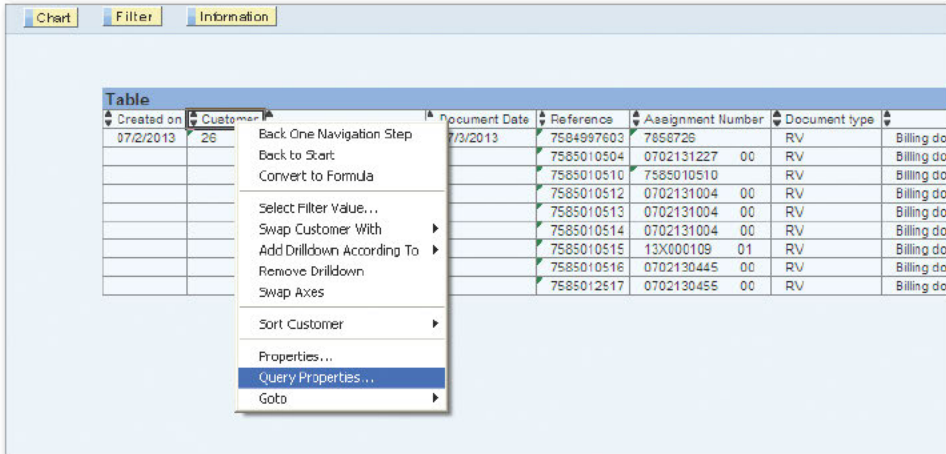 Chart Filter Information
Table
Created on Customer Document Date Reference Assignment Number Document type
07/2/2013 26 7/3/2013 7584997603 7858726 RV Billing do
7585010504 0702131227 00 RV Billing do
7585010510 7585010510 RV Billing do
7585010512 0702131004 00 RV Billing do
7585010513 0702131004 00 RV Billing do
7585010514 0702131004 00 RV Billing do
7585010515 13X000109 01 RV Billing do
7585010516 0702130445 00 RV Billing do
7585012517 0702130455 00 RV Billing do
Back One Navigation Step
Back to Start
Convert to Formula
Select Filter Value...
Swap Customer With
Add Drilldown According To
Remove Drilldown
Swap Axes
Sort Customer
Properties...
Query Properties...
Goto